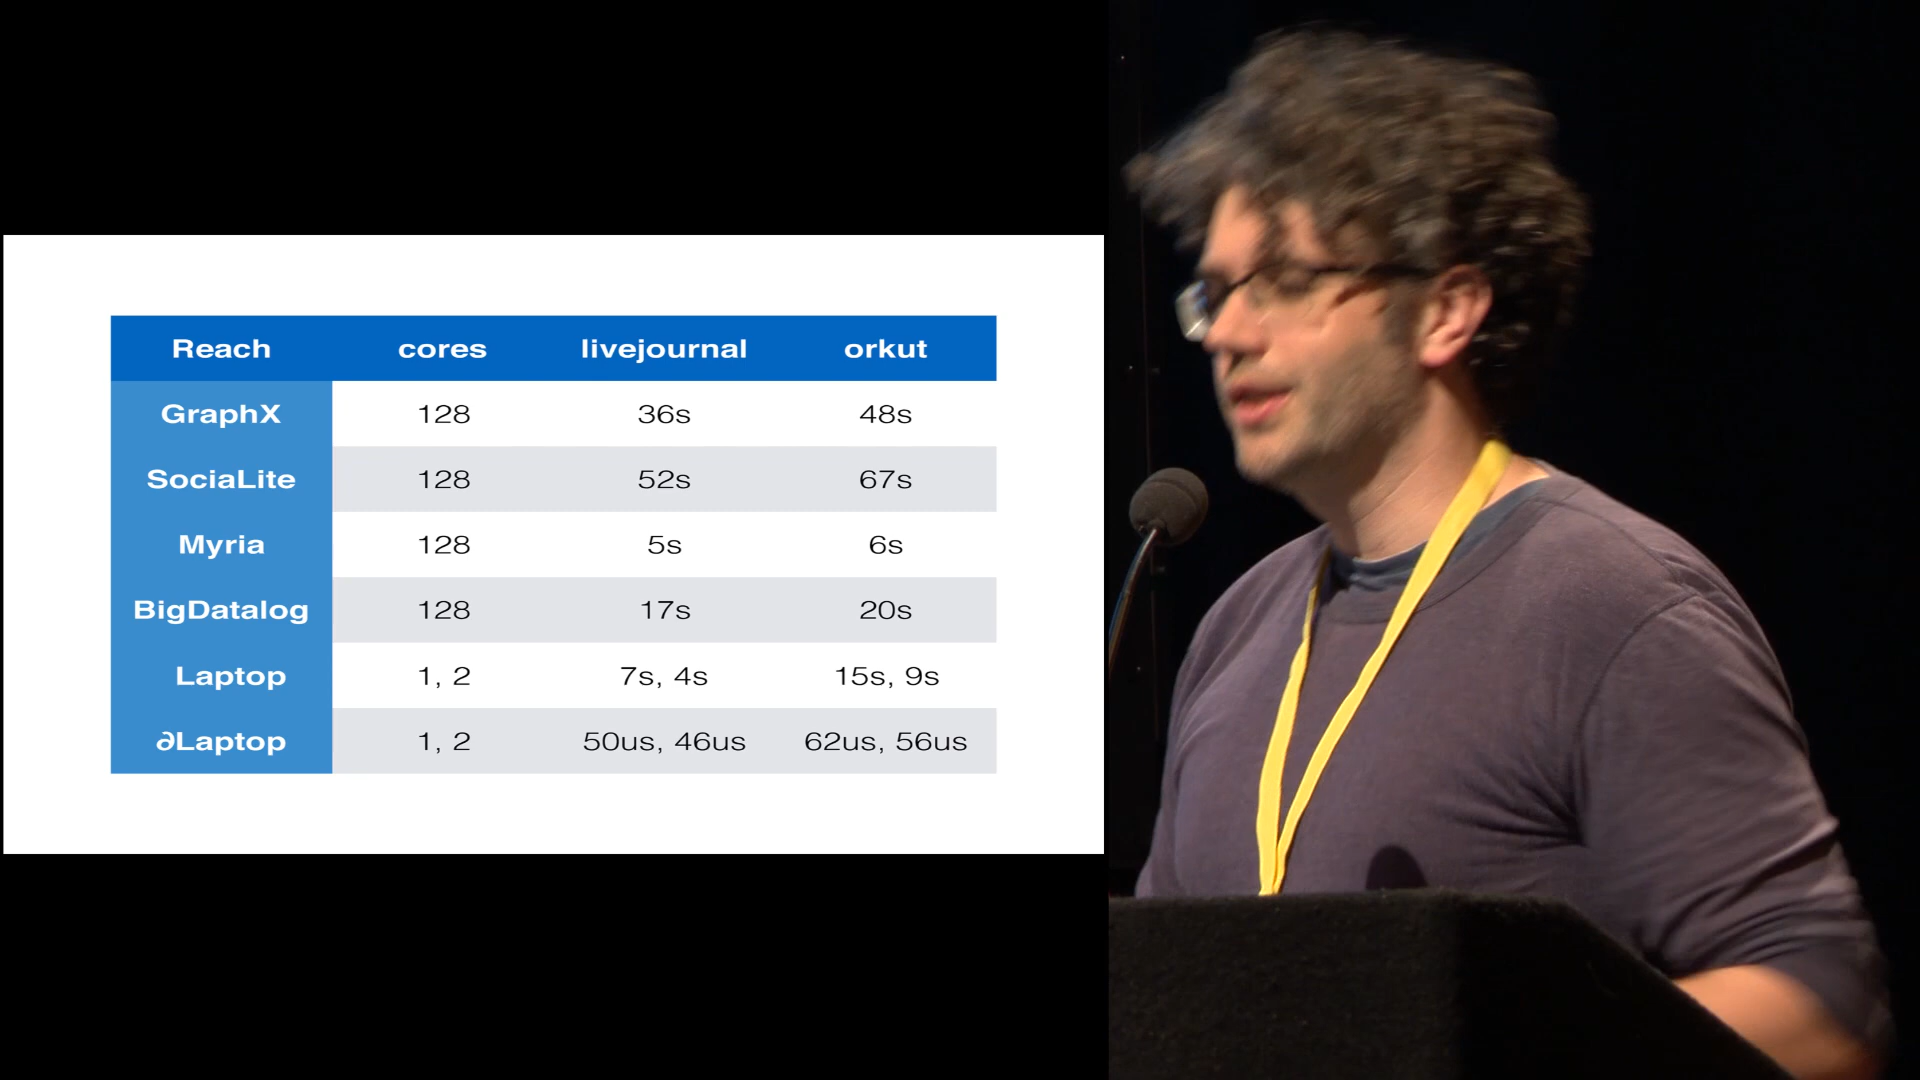 Reach cores livejournal orkut
GraphX 128 36s 48s
SociaLite 128 52s 67s
Myria 128 5s 6s
BigDatalog 128 17s 20s
Laptop 1, 2 7s, 4s 15s, 9s
∂Laptop 1, 2 50us, 46us 62us, 56us